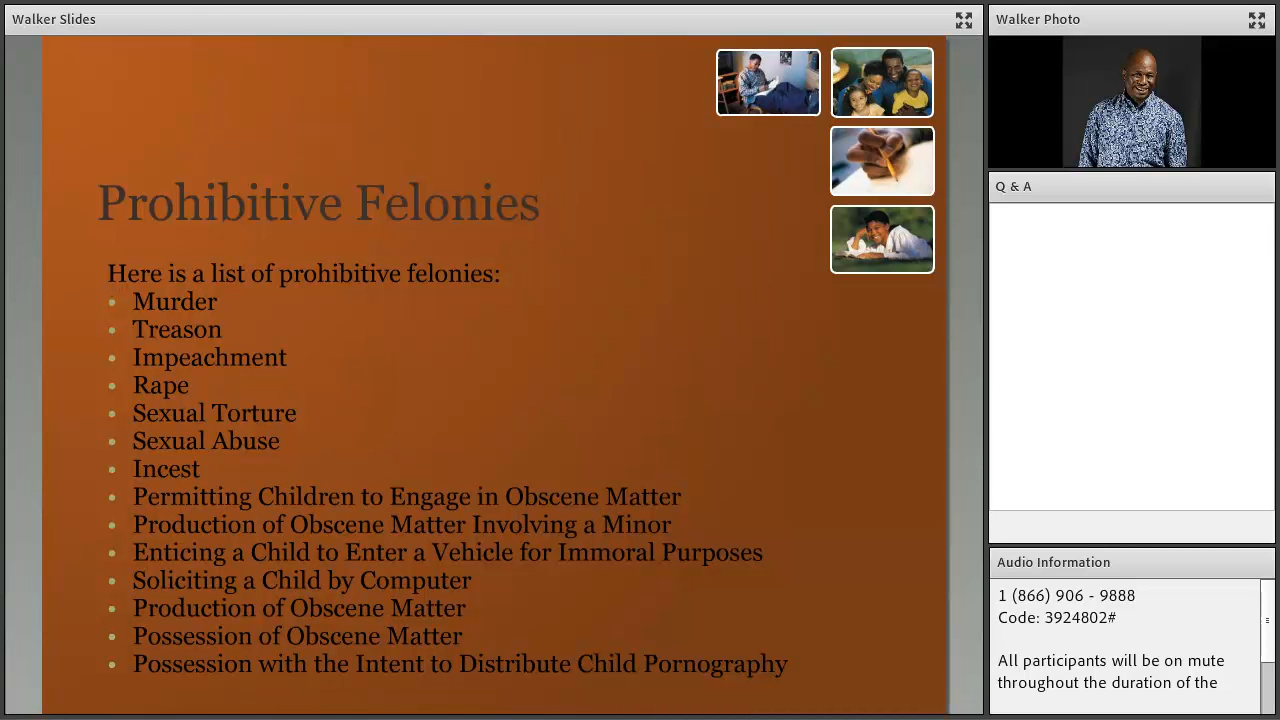 Walker Slides
Prohibitive Felonies
Here is a list of prohibitive felonies:
• Murder
• Treason
• Impeachment
• Rape
• Sexual Torture
• Sexual Abuse
• Incest
• Permitting Children to Engage in Obscene Matter
• Production of Obscene Matter Involving a Minor
• Enticing a Child to Enter a Vehicle for Immoral Purposes
• Soliciting a Child by Computer
• Production of Obscene Matter
• Possession of Obscene Matter
• Possession with the Intent to Distribute Child Pornography
Walker Photo
Q & A
Audio Information
1 (866) 906 - 9888
Code: 3924802#
All participants will be on mute
throughout the duration of the